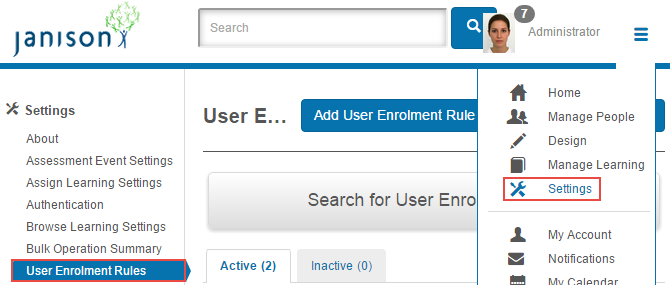 Janison
Search
7
Administrator
Settings
About
Assessment Event Settings
Assign Learning Settings
Authentication
Browse Learning Settings
Bulk Operation Summary
User Enrolment Rules
User E...
Add User Enrolment Rule
Search for User Enro
Active (2)
Inactive (0)
Home
Manage People
Design
Manage Learning
Settings
My Account
Notifications
My Calendar